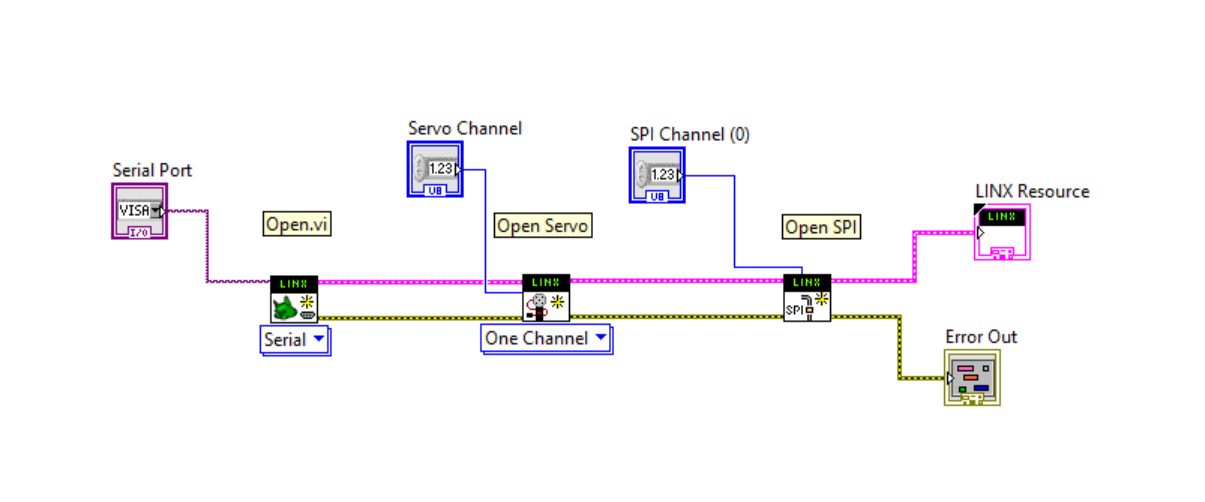 Servo Channel
SPI Channel (0)
1.23
U8
1.23
U8
Serial Port
VISA
I/O
LINX Resource
LINX
Open.vi
Open Servo
Open SPI
LINX
LINX
LINX
SPI
Serial
One Channel
Error Out